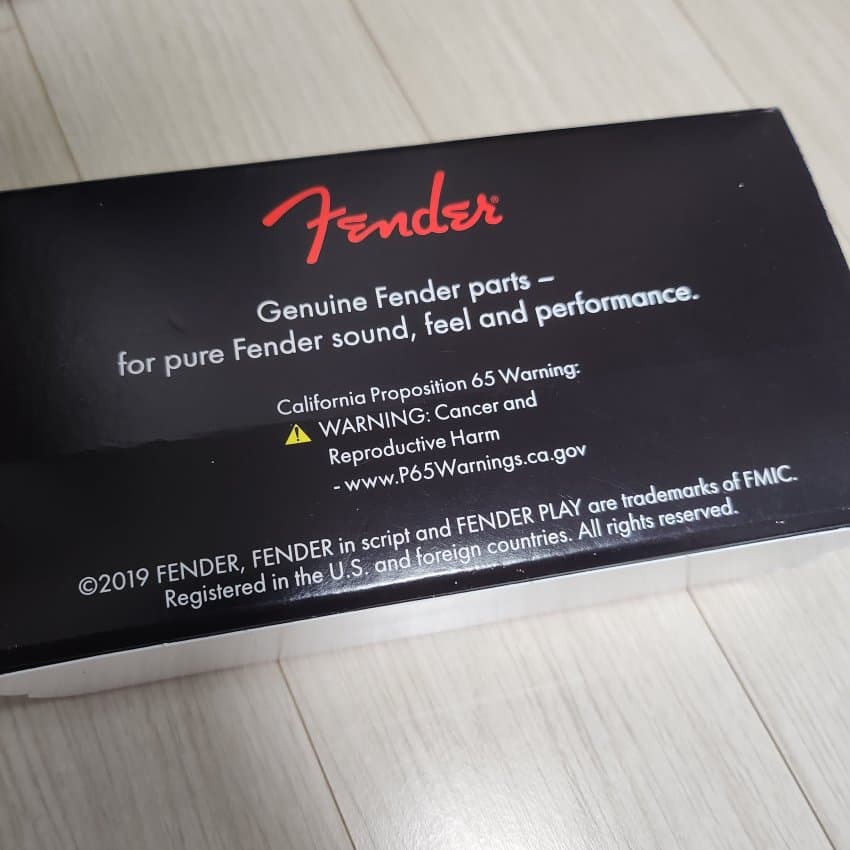 Fender®
Genuine Fender parts –
for pure Fender sound, feel and performance.
California Proposition 65 Warning:
WARNING: Cancer and
Reproductive Harm
- www.P65Warnings.ca.gov
©2019 FENDER, FENDER in script and FENDER PLAY are trademarks of FMIC.
Registered in the U.S. and foreign countries. All rights reserved.